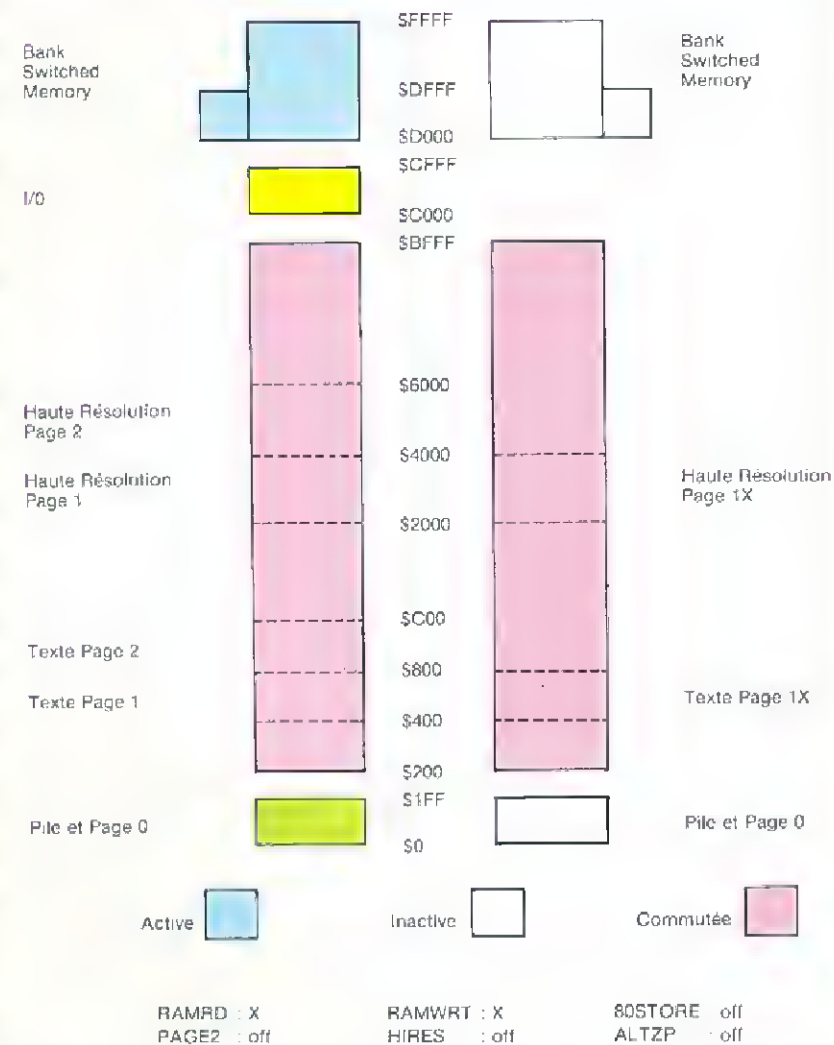 $FFFF
Bank
Switched
Memory
Bank
Switched
Memory
$DFFF
$D000
$CFFF
I/0
$C000
$BFFF
$6000
Haute Résolution
Page 2
$4000
Haute Résolution
Page 1
Haute Résolution
Page 1X
$2000
$C00
Texte Page 2
$800
Texte Page 1
Texte Page 1X
$400
$200
$1FF
Pile et Page 0
Pile et Page 0
$0
Active
Inactive
Commutée
RAMRD : X RAMWRT : X 80STORE off
PAGE2 : off HIRES : off ALTZP : off